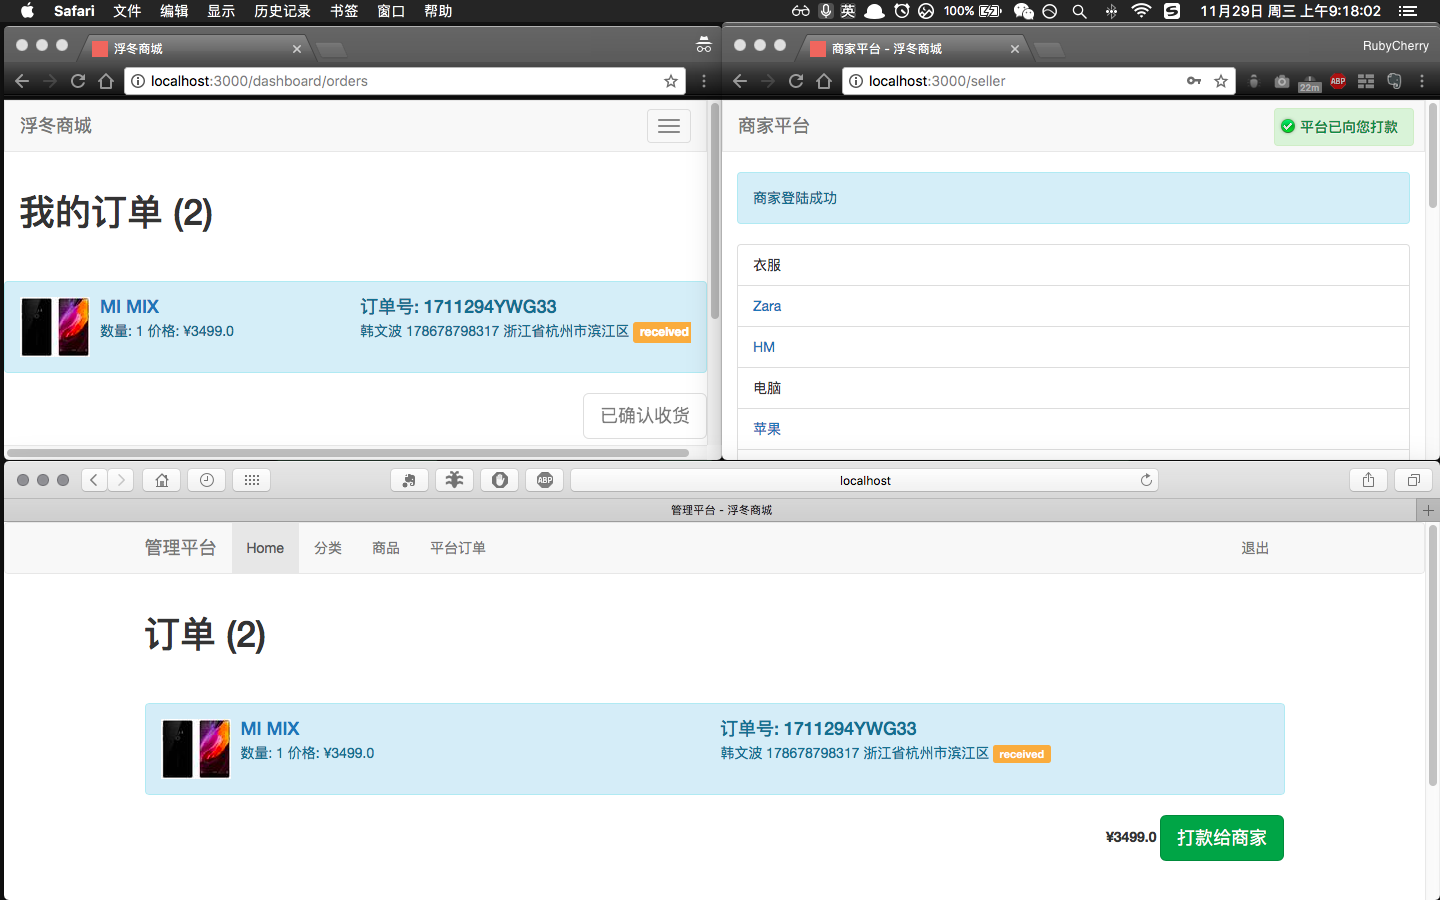 Safari 文件 编辑 显示 历史记录 书签 窗口 帮助
英 100% 11月29日 周三 上午9:18:02
浮冬商城
localhost:3000/dashboard/orders
浮冬商城
我的订单 (2)
MI MIX
数量: 1 价格: ¥3499.0
订单号: 1711294YWG33
韩文波 178678798317 浙江省杭州市滨江区 received
已确认收货
商家平台 - 浮冬商城
RubyCherry
localhost:3000/seller
ABP
22m
商家平台
平台已向您打款
商家登陆成功
衣服
Zara
HM
电脑
苹果
ABP
localhost
管理平台 - 浮冬商城
管理平台 Home 分类 商品 平台订单 退出
订单 (2)
MI MIX
数量: 1 价格: ¥3499.0
订单号: 1711294YWG33
韩文波 178678798317 浙江省杭州市滨江区 received
¥3499.0 打款给商家